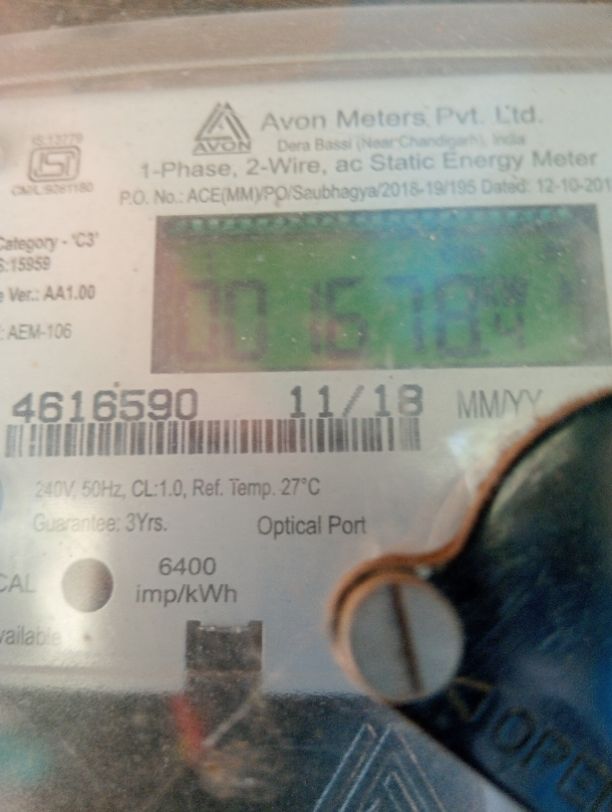 IS:13779
CM/L:9261180
AVON
Avon Meters Pvt. Ltd.
Dera Bassi (Near Chandigarh), India
1-Phase, 2-Wire, ac Static Energy Meter
P.O. No.: ACE(MM)/PO/Saubhagya/2018-19/195 Dated: 12-10-201
Category - 'C3'
S:15959
e Ver.: AA1.00
: AEM-106
001678
4616590 11/18 MM/YY
240V, 50Hz, CL:1.0, Ref. Temp. 27°C
Guarantee: 3Yrs. Optical Port
CAL
6400
imp/kWh
vailable
OPE